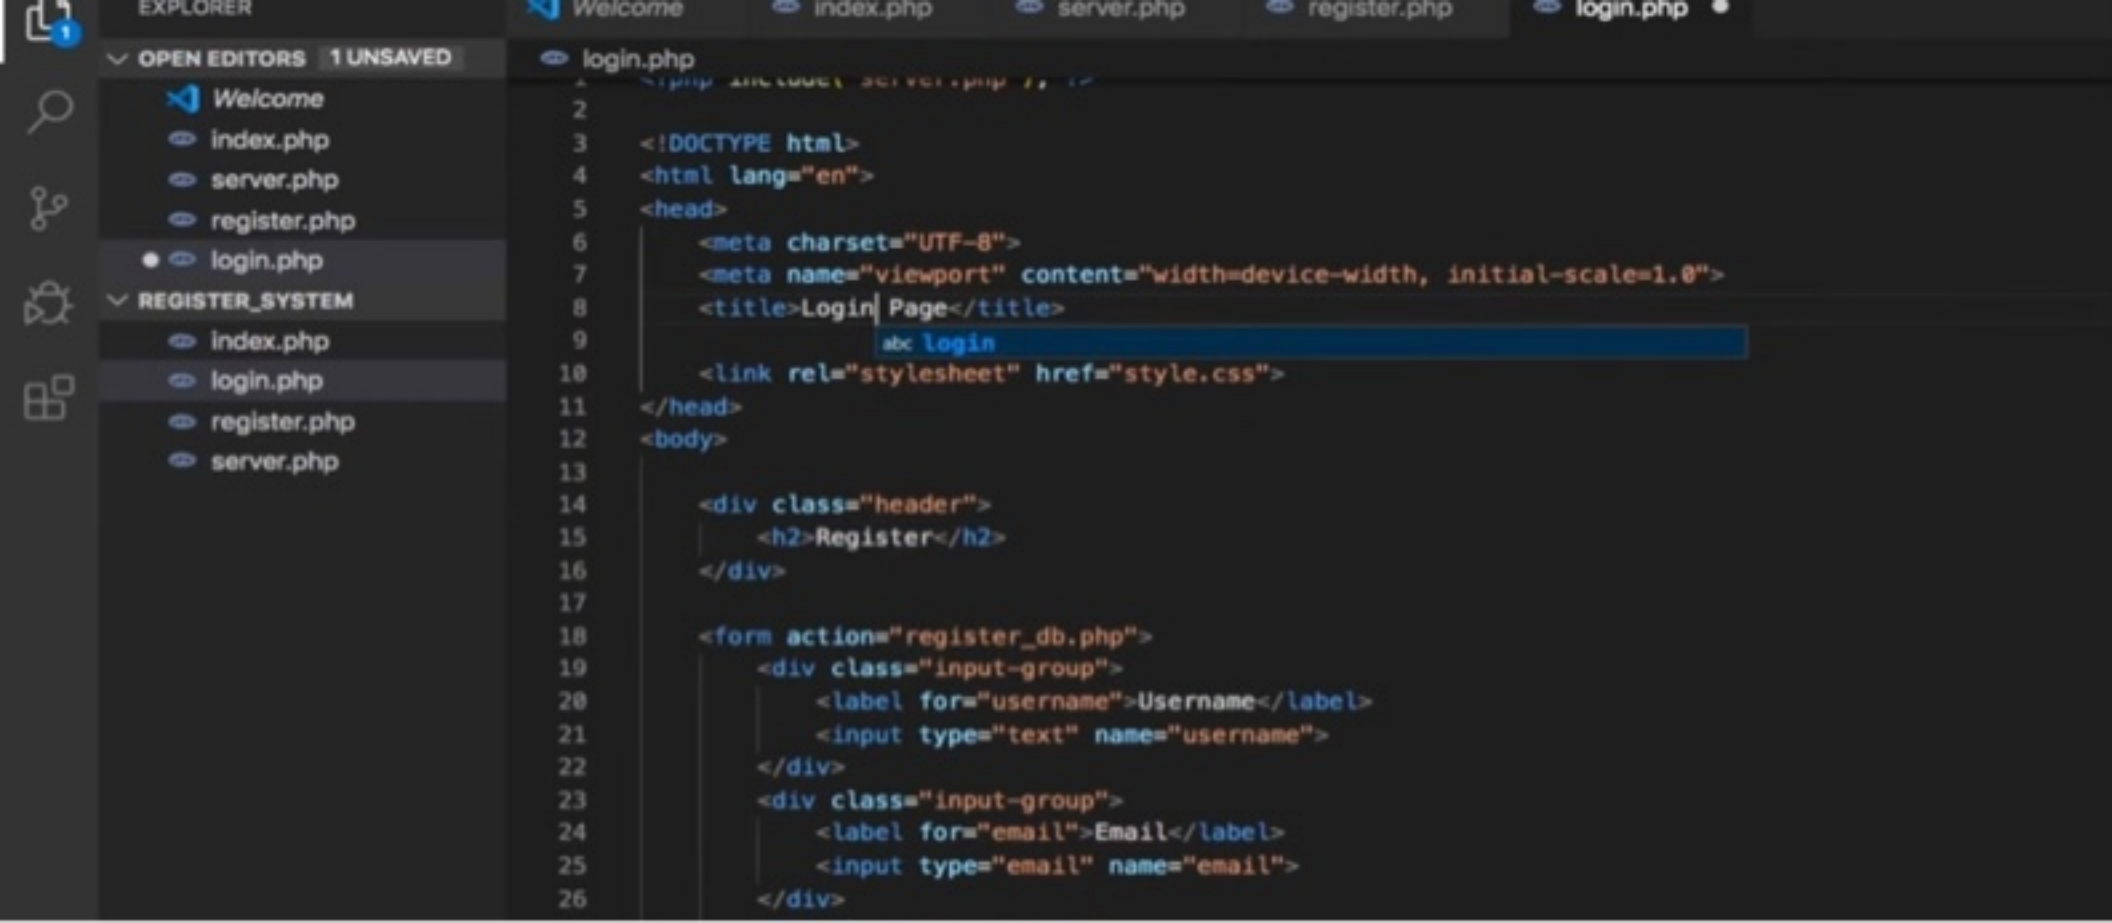 EXPLORER
OPEN EDITORS 1 UNSAVED
Welcome
index.php
server.php
register.php
login.php
REGISTER_SYSTEM
index.php
login.php
register.php
server.php
1
Welcome index.php server.php register.php login.php
login.php
1 <?php include('server.php'); ?>
2
3 <!DOCTYPE html>
4 <html lang="en">
5 <head>
6 <meta charset="UTF-8">
7 <meta name="viewport" content="width=device-width, initial-scale=1.0">
8 <title>Login Page</title>
9
abc login
10 <link rel="stylesheet" href="style.css">
11 </head>
12 <body>
13
14 <div class="header">
15 <h2>Register</h2>
16 </div>
17
18 <form action="register_db.php">
19 <div class="input-group">
20 <label for="username">Username</label>
21 <input type="text" name="username">
22 </div>
23 <div class="input-group">
24 <label for="email">Email</label>
25 <input type="email" name="email">
26 </div>